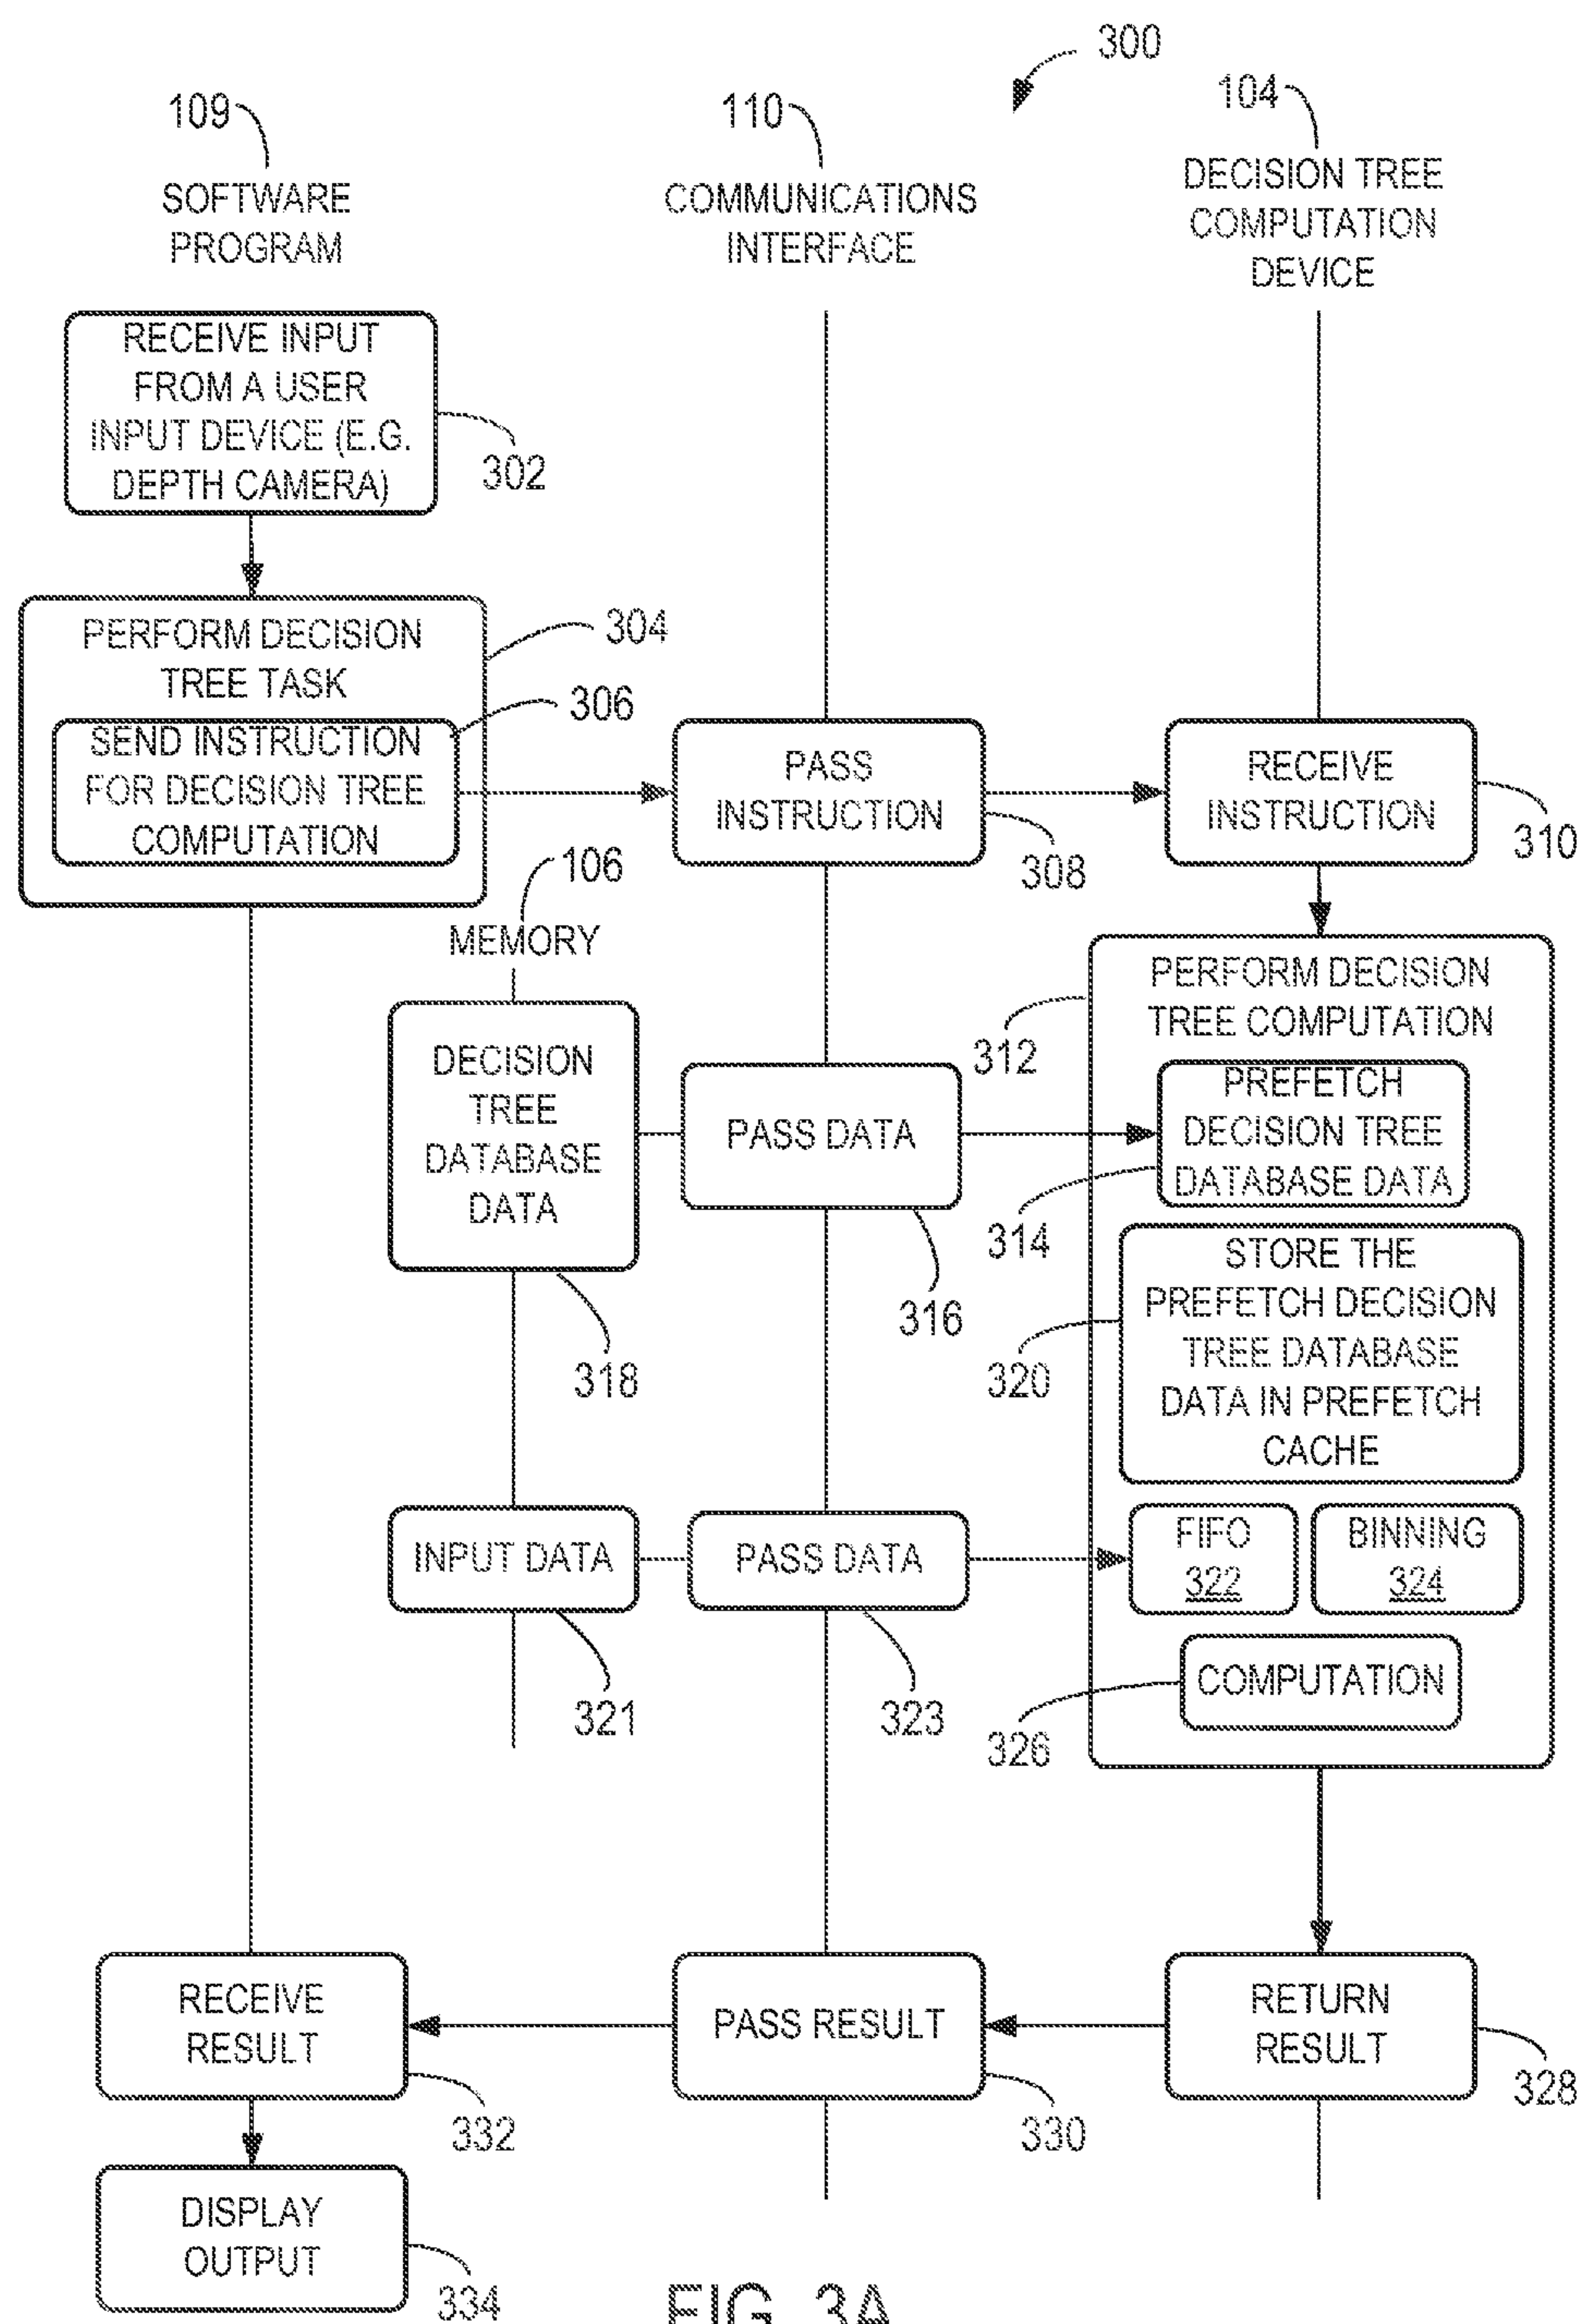 300
109
110
104
SOFTWARE
PROGRAM
COMMUNICATIONS
INTERFACE
DECISION TREE
COMPUTATION
DEVICE
RECEIVE INPUT
FROM A USER
INPUT DEVICE (E.G.
DEPTH CAMERA)
302
PERFORM DECISION
TREE TASK
304
306
SEND INSTRUCTION
FOR DECISION TREE
COMPUTATION
PASS
INSTRUCTION
308
RECEIVE
INSTRUCTION
310
106
MEMORY
DECISION
TREE
DATABASE
DATA
318
PASS DATA
316
312
PERFORM DECISION
TREE COMPUTATION
PREFETCH
DECISION TREE
DATABASE DATA
314
STORE THE
PREFETCH DECISION
TREE DATABASE
DATA IN PREFETCH
CACHE
320
INPUT DATA
321
PASS DATA
323
FIFO
322
BINNING
324
COMPUTATION
326
RECEIVE
RESULT
332
PASS RESULT
330
RETURN
RESULT
328
DISPLAY
OUTPUT
334
FIG. 3A